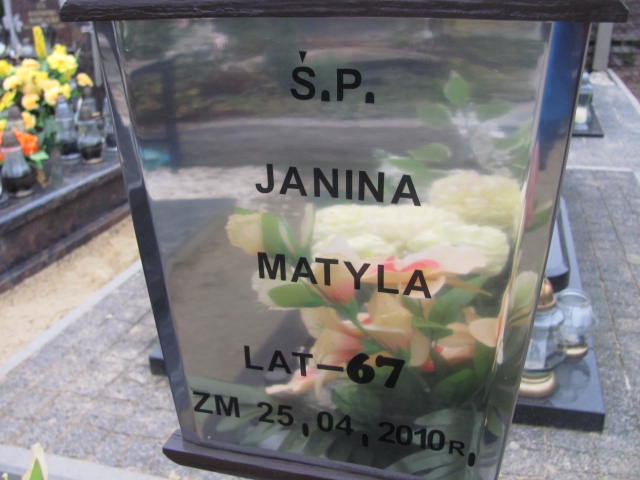 Ś.P.
JANINA
MATYLA
LAT-67
ZM 25,04,2010R,